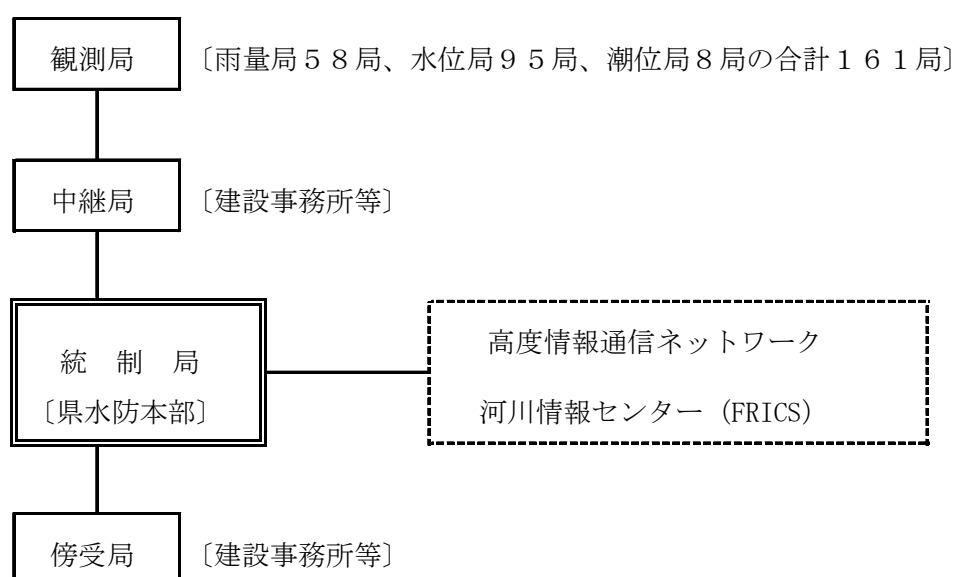 観測局 〔雨量局５８局、水位局９５局、潮位局８局の合計１６１局〕
中継局 〔建設事務所等〕
高度情報通信ネットワーク
統　制　局
〔県水防本部〕
河川情報センター (FRICS)
傍受局 〔建設事務所等〕